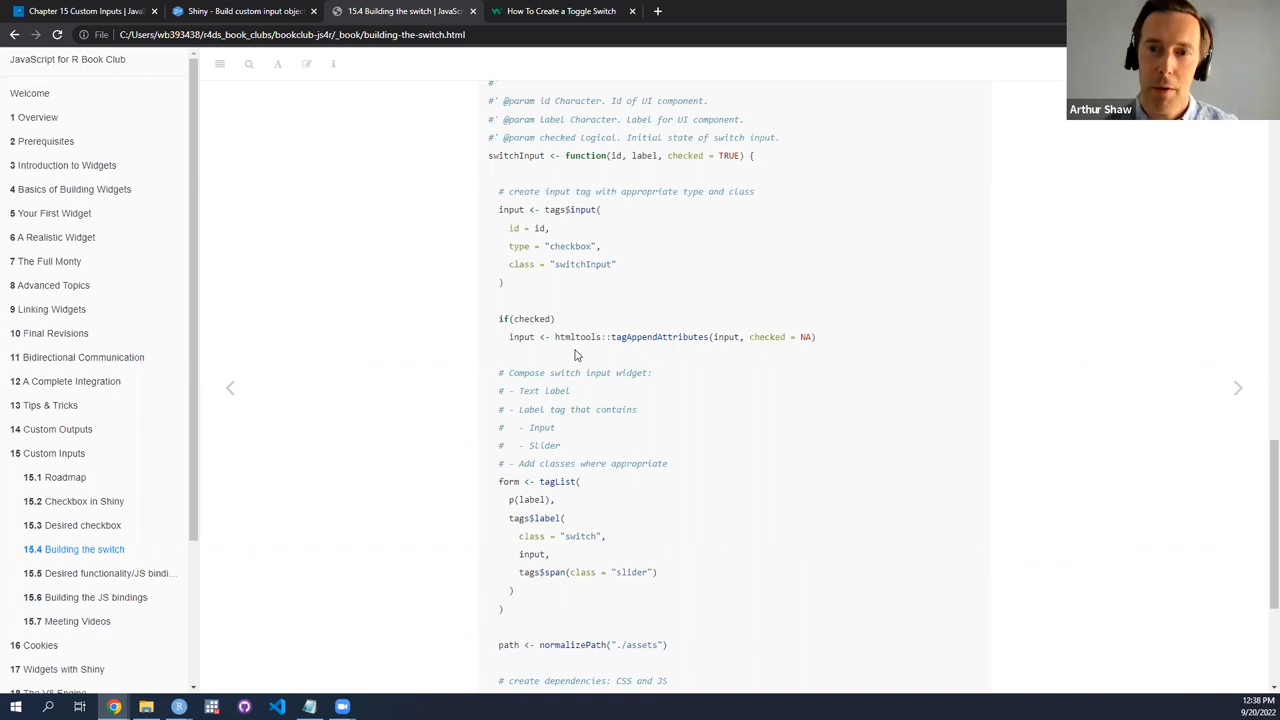 Chapter 15 Custom Inputs | JavaS
Shiny - Build custom input objec
15.4 Building the switch | JavaSc
How To Create a Toggle Switch
File
C:/Users/wb393438/r4ds_book_clubs/bookclub-js4r/_book/building-the-switch.html
JavaScript for R Book Club
Welcome
1 Overview
2 Prerequisites
3 Introduction to Widgets
4 Basics of Building Widgets
5 Your First Widget
6 A Realistic Widget
7 The Full Monty
8 Advanced Topics
9 Linking Widgets
10 Final Revisions
11 Bidirectional Communication
12 A Complete Integration
13 Tips & Tricks
14 Custom Outputs
15 Custom Inputs
15.1 Roadmap
15.2 Checkbox in Shiny
15.3 Desired checkbox
15.4 Building the switch
15.5 Desired functionality/JS bindi...
15.6 Building the JS bindings
15.7 Meeting Videos
16 Cookies
17 Widgets with Shiny
18 The V8 Engine
#'
#' @param id Character. Id of UI component.
#' @param label Character. Label for UI component.
#' @param checked Logical. Initial state of switch input.
switchInput <- function(id, label, checked = TRUE) {
# create input tag with appropriate type and class
input <- tags$input(
id = id,
type = "checkbox",
class = "switchInput"
)
if(checked)
input <- htmltools::tagAppendAttributes(input, checked = NA)
# Compose switch input widget:
# - Text label
# - Label tag that contains
#   - Input
#   - Slider
# - Add classes where appropriate
form <- tagList(
p(label),
tags$label(
class = "switch",
input,
tags$span(class = "slider")
)
)
path <- normalizePath("./assets")
# create dependencies: CSS and JS
Arthur Shaw
12:38 PM
9/20/2022